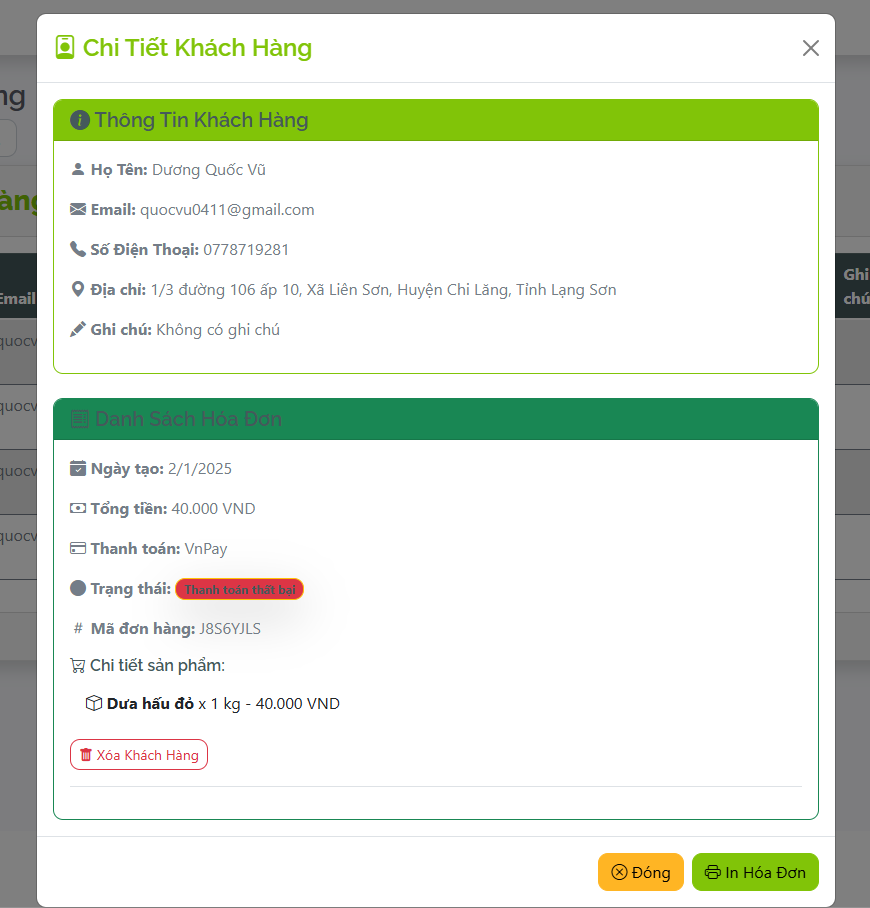 Chi Tiết Khách Hàng
ng
Thông Tin Khách Hàng
Họ Tên: Dương Quốc Vũ
àng
Email: quocvu0411@gmail.com
Số Điện Thoại: 0778719281
Ghi
chú
Email
Địa chỉ: 1/3 đường 106 ấp 10, Xã Liên Sơn, Huyện Chi Lăng, Tỉnh Lạng Sơn
Ghi chú: Không có ghi chú
quocv
quocv
Danh Sách Hóa Đơn
Ngày tạo: 2/1/2025
quocv
Tổng tiền: 40.000 VND
quocv
Thanh toán: VnPay
Trạng thái: Thanh toán thất bại
# Mã đơn hàng: J8S6YJLS
Chi tiết sản phẩm:
Dưa hấu đỏ x 1 kg - 40.000 VND
Xóa Khách Hàng
Đóng
In Hóa Đơn